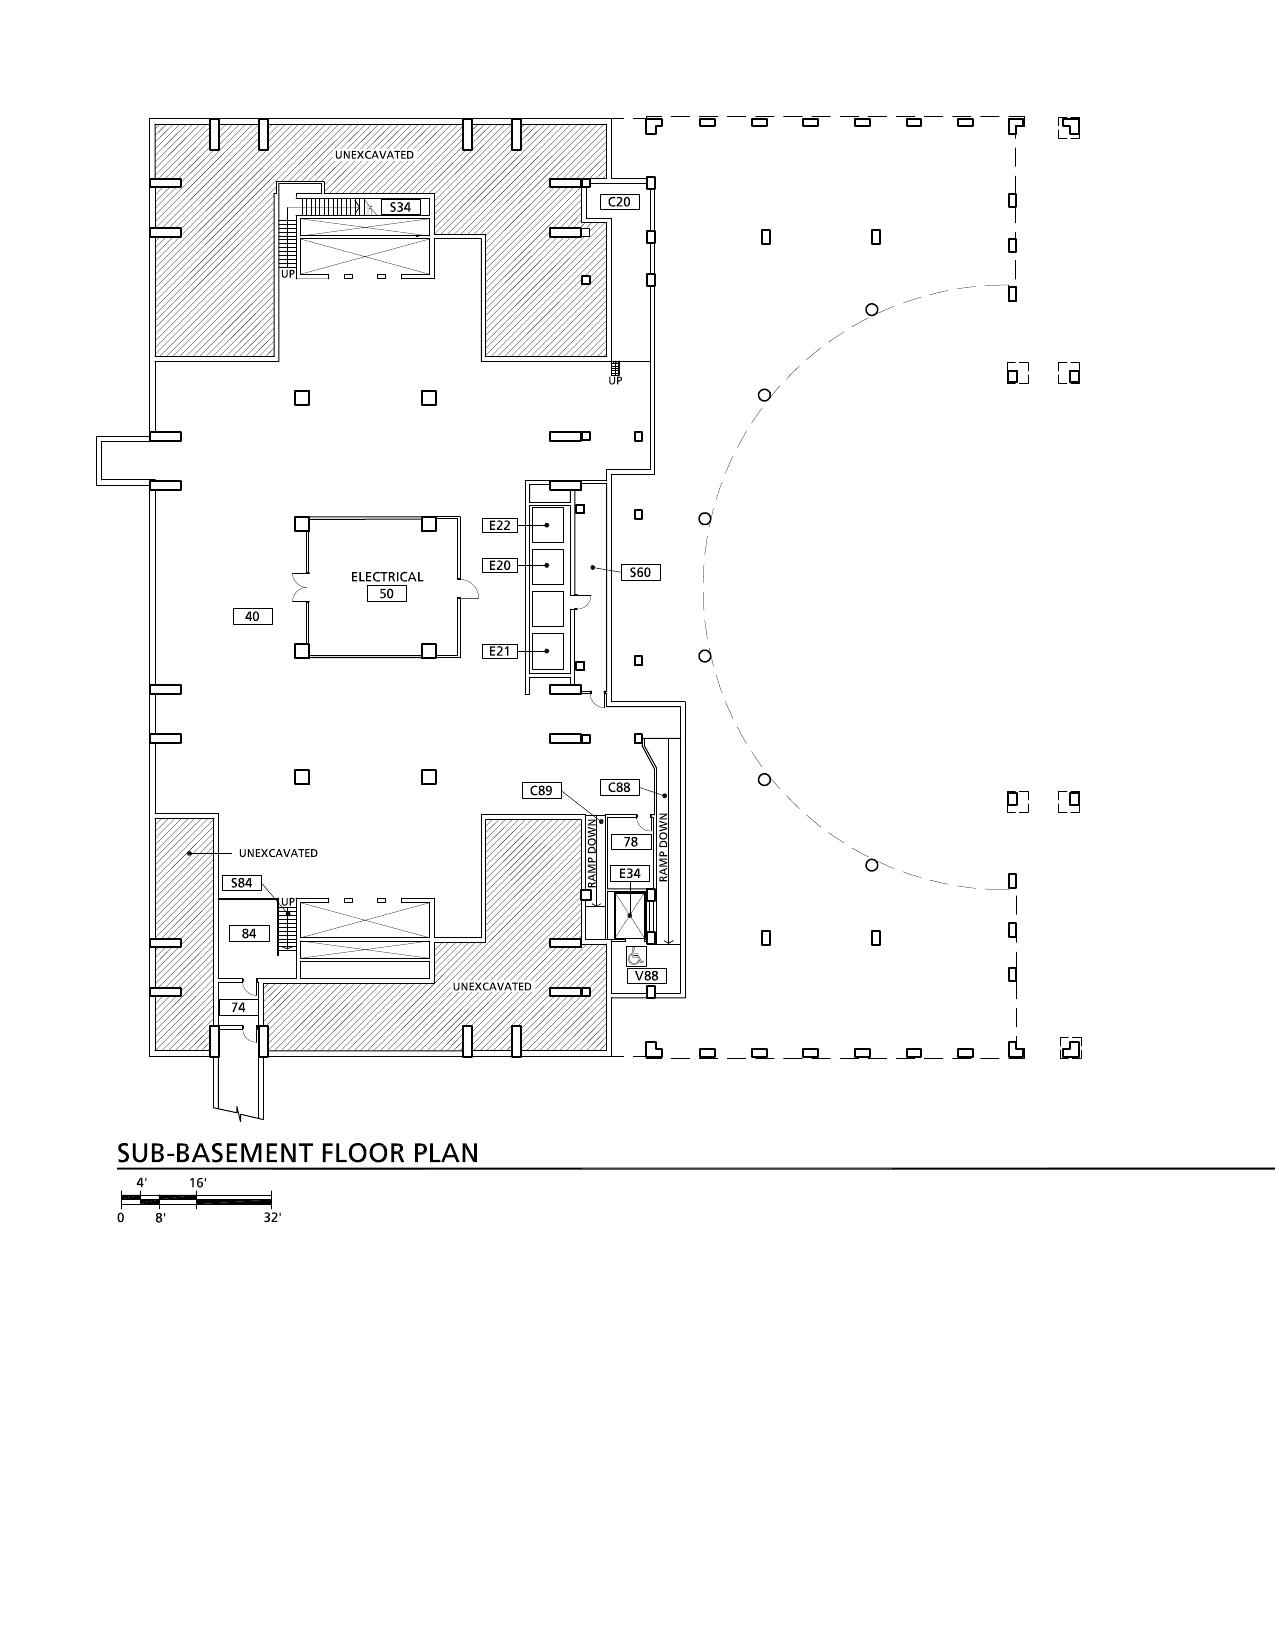 UNEXCAVATED
C20
S34
UP
UP
E22
E20
S60
ELECTRICAL
50
40
E21
C89
C88
RAMP DOWN
RAMP DOWN
78
UNEXCAVATED
E34
S84
UP
84
V88
UNEXCAVATED
74
SUB-BASEMENT FLOOR PLAN
4' 16'
0 8' 32'